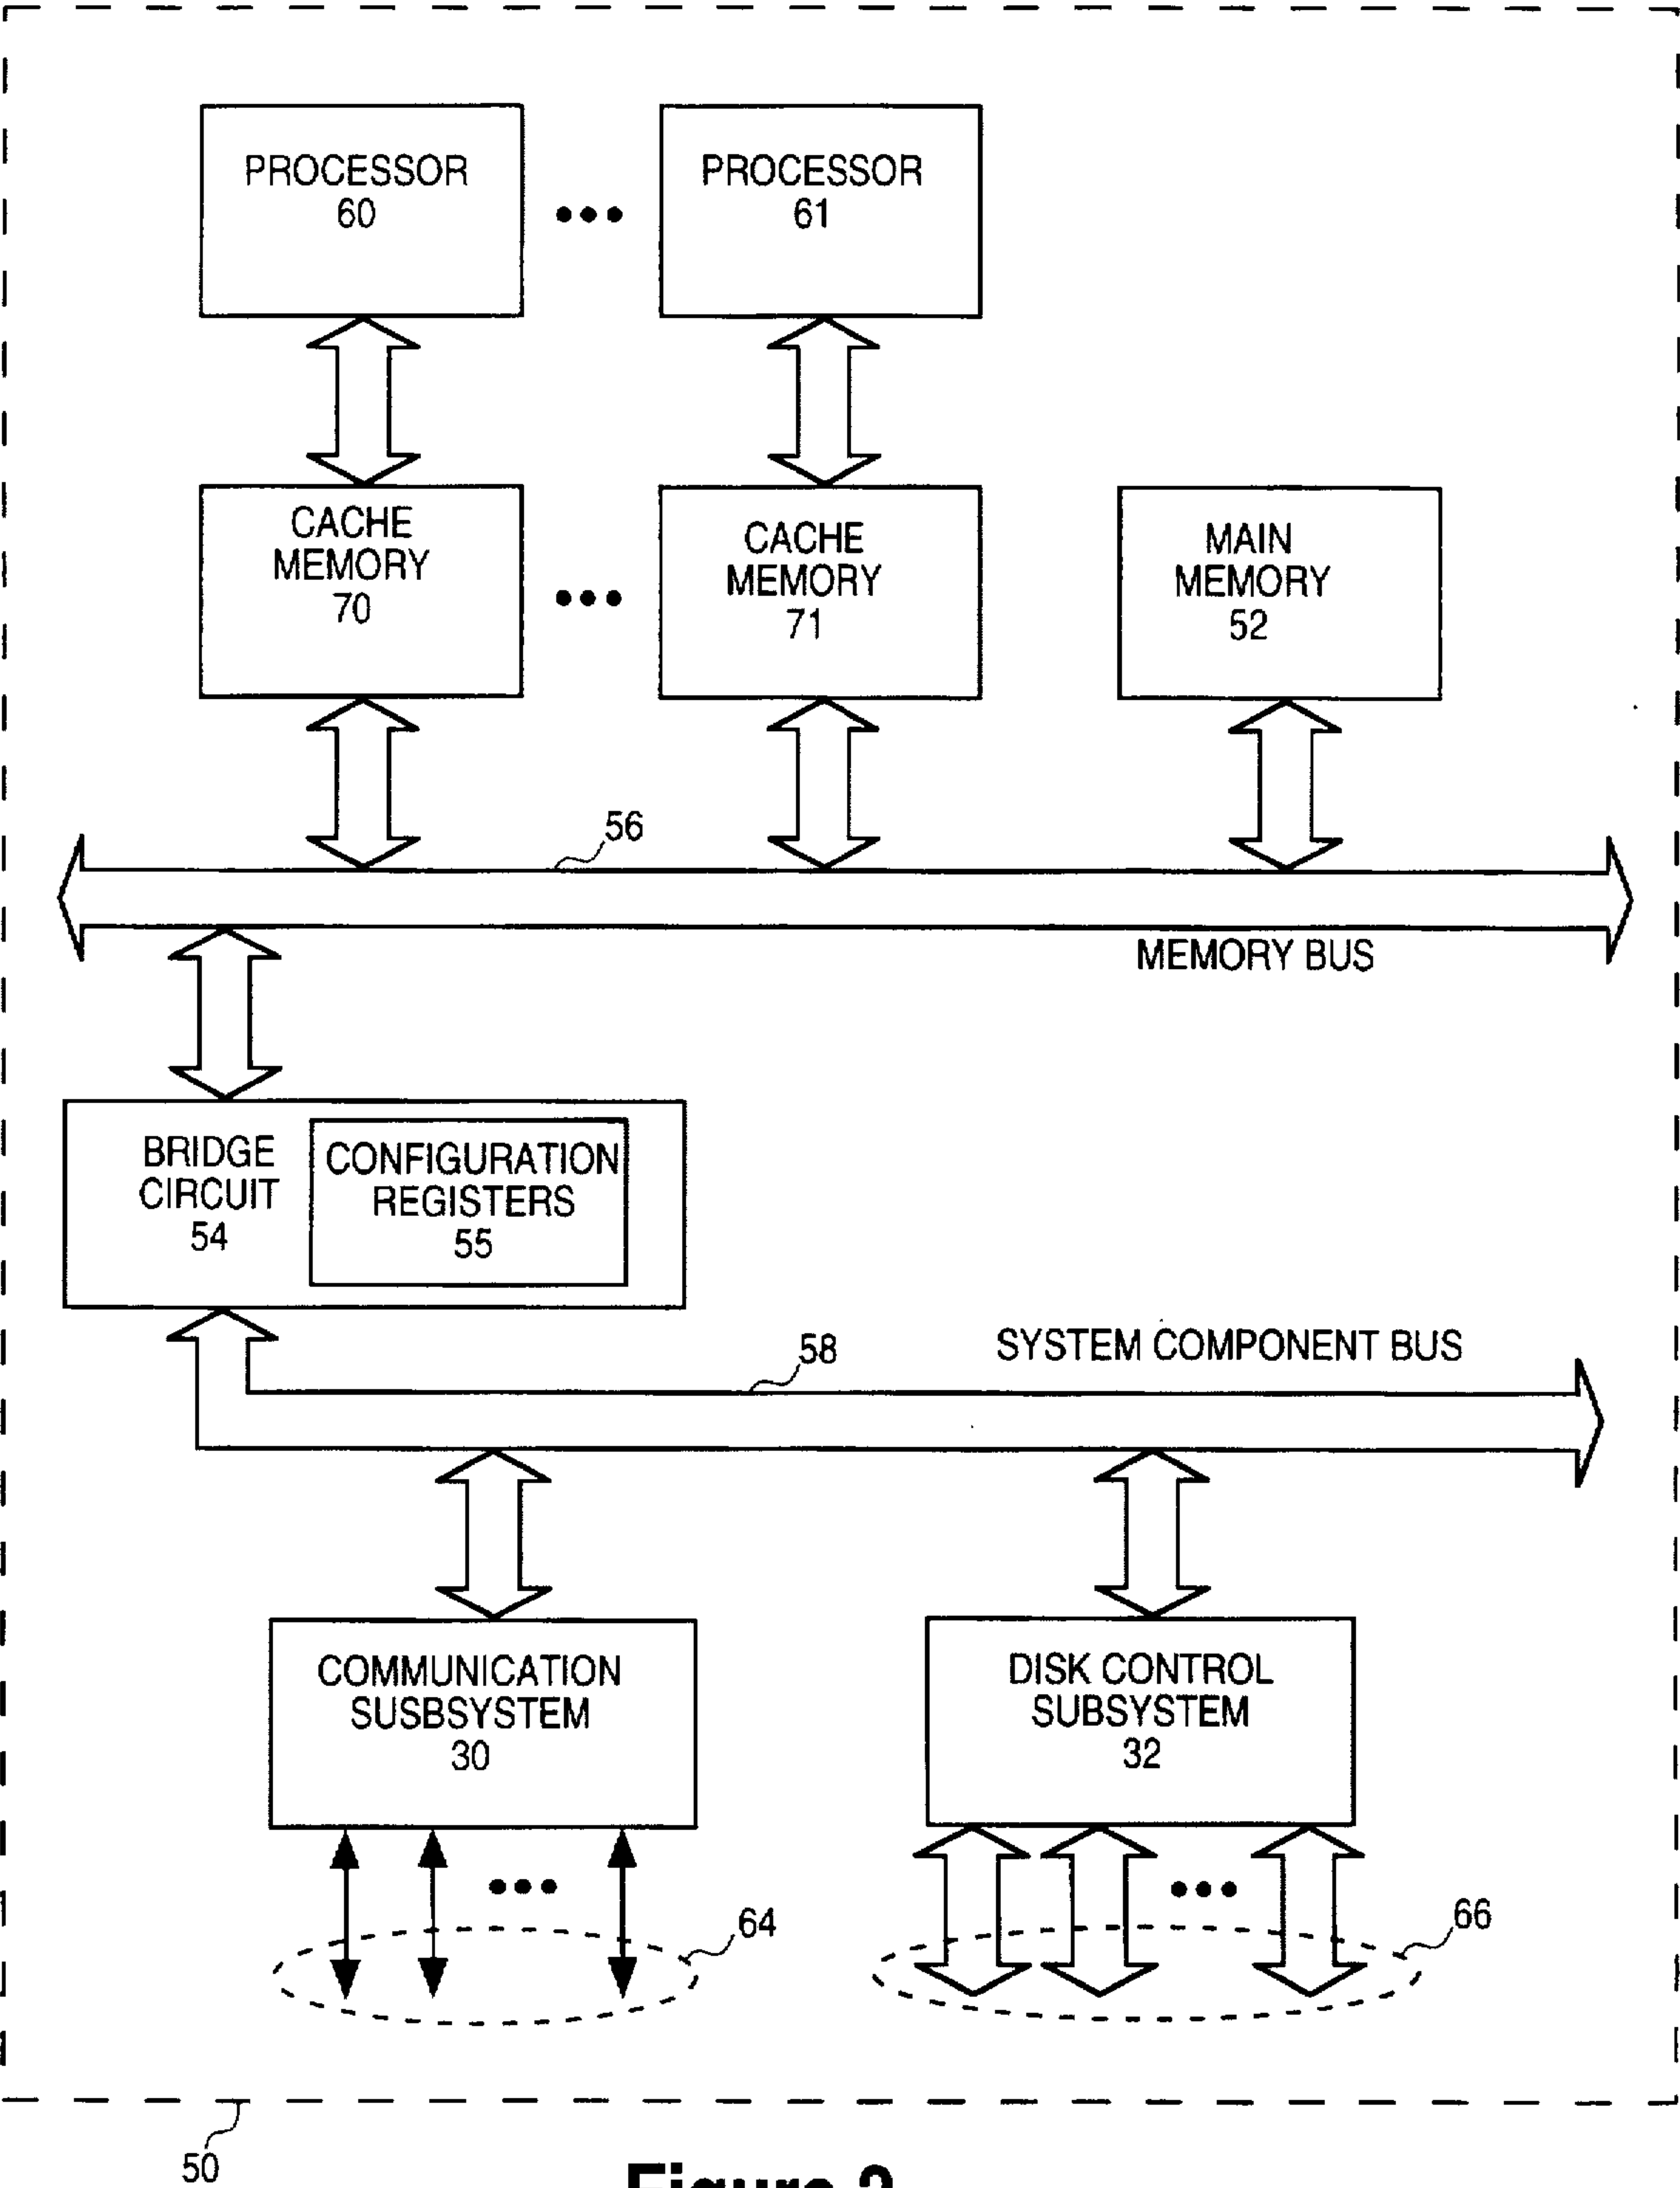 PROCESSOR
60
PROCESSOR
61
CACHE
MEMORY
70
CACHE
MEMORY
71
MAIN
MEMORY
52
56
MEMORY BUS
BRIDGE
CIRCUIT
54
CONFIGURATION
REGISTERS
55
58
SYSTEM COMPONENT BUS
COMMUNICATION
SUSBSYSTEM
30
DISK CONTROL
SUBSYSTEM
32
64
66
50